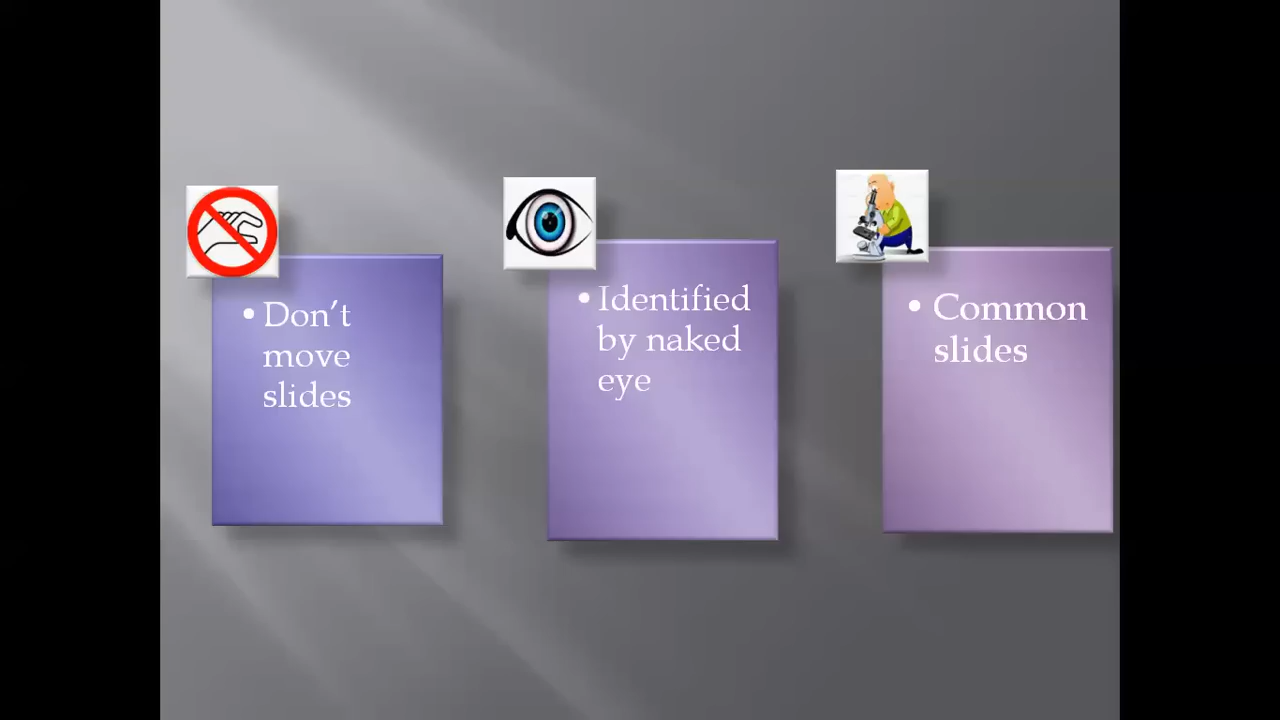 • Don’t
move
slides
• Identified
by naked
eye
• Common
slides